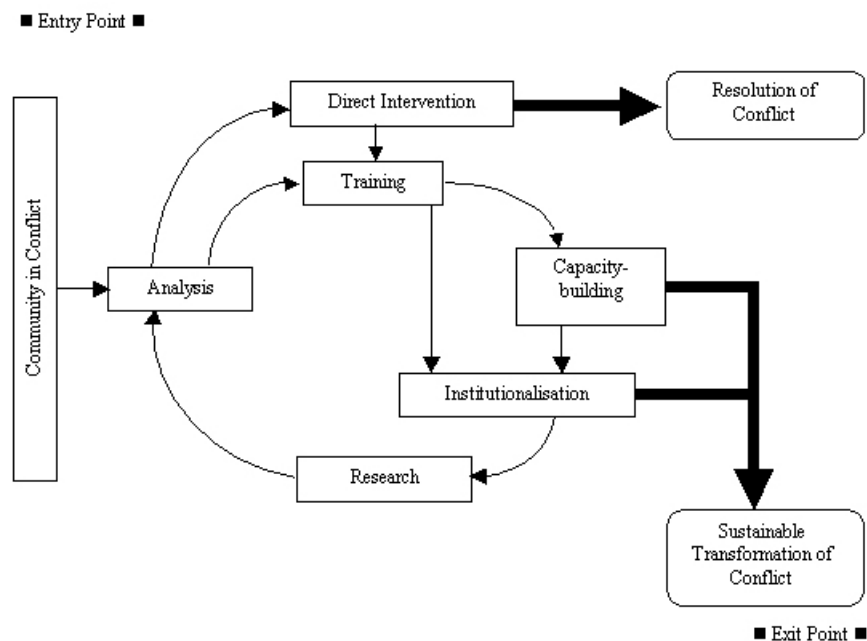 ■ Entry Point ■
Direct Intervention
Resolution of
Conflict
Training
Community in Conflict
Analysis
Capacity-
building
Institutionalisation
Research
Sustainable
Transformation of
Conflict
■ Exit Point ■